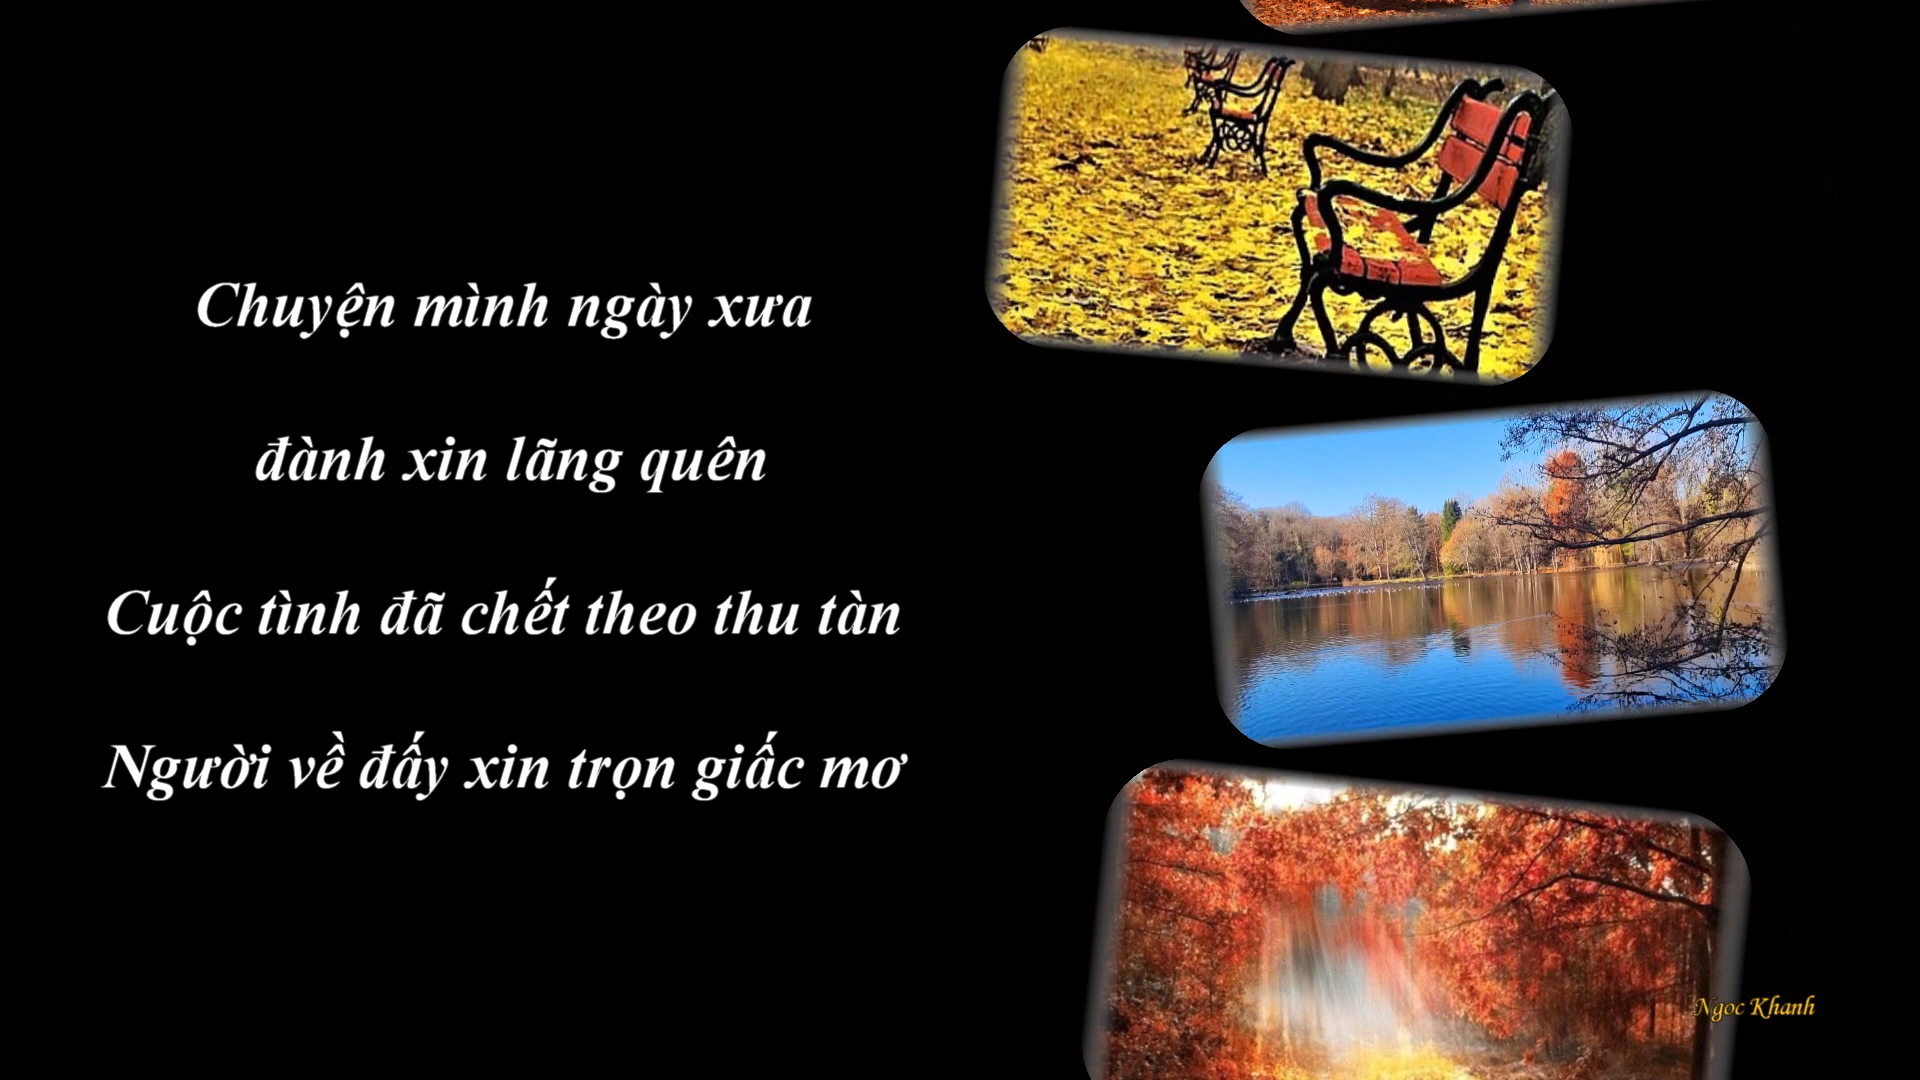 Chuyện mình ngày xưa
đành xin lãng quên
Cuộc tình đã chết theo thu tàn
Người về đấy xin trọn giấc mơ
Ngoc Khanh